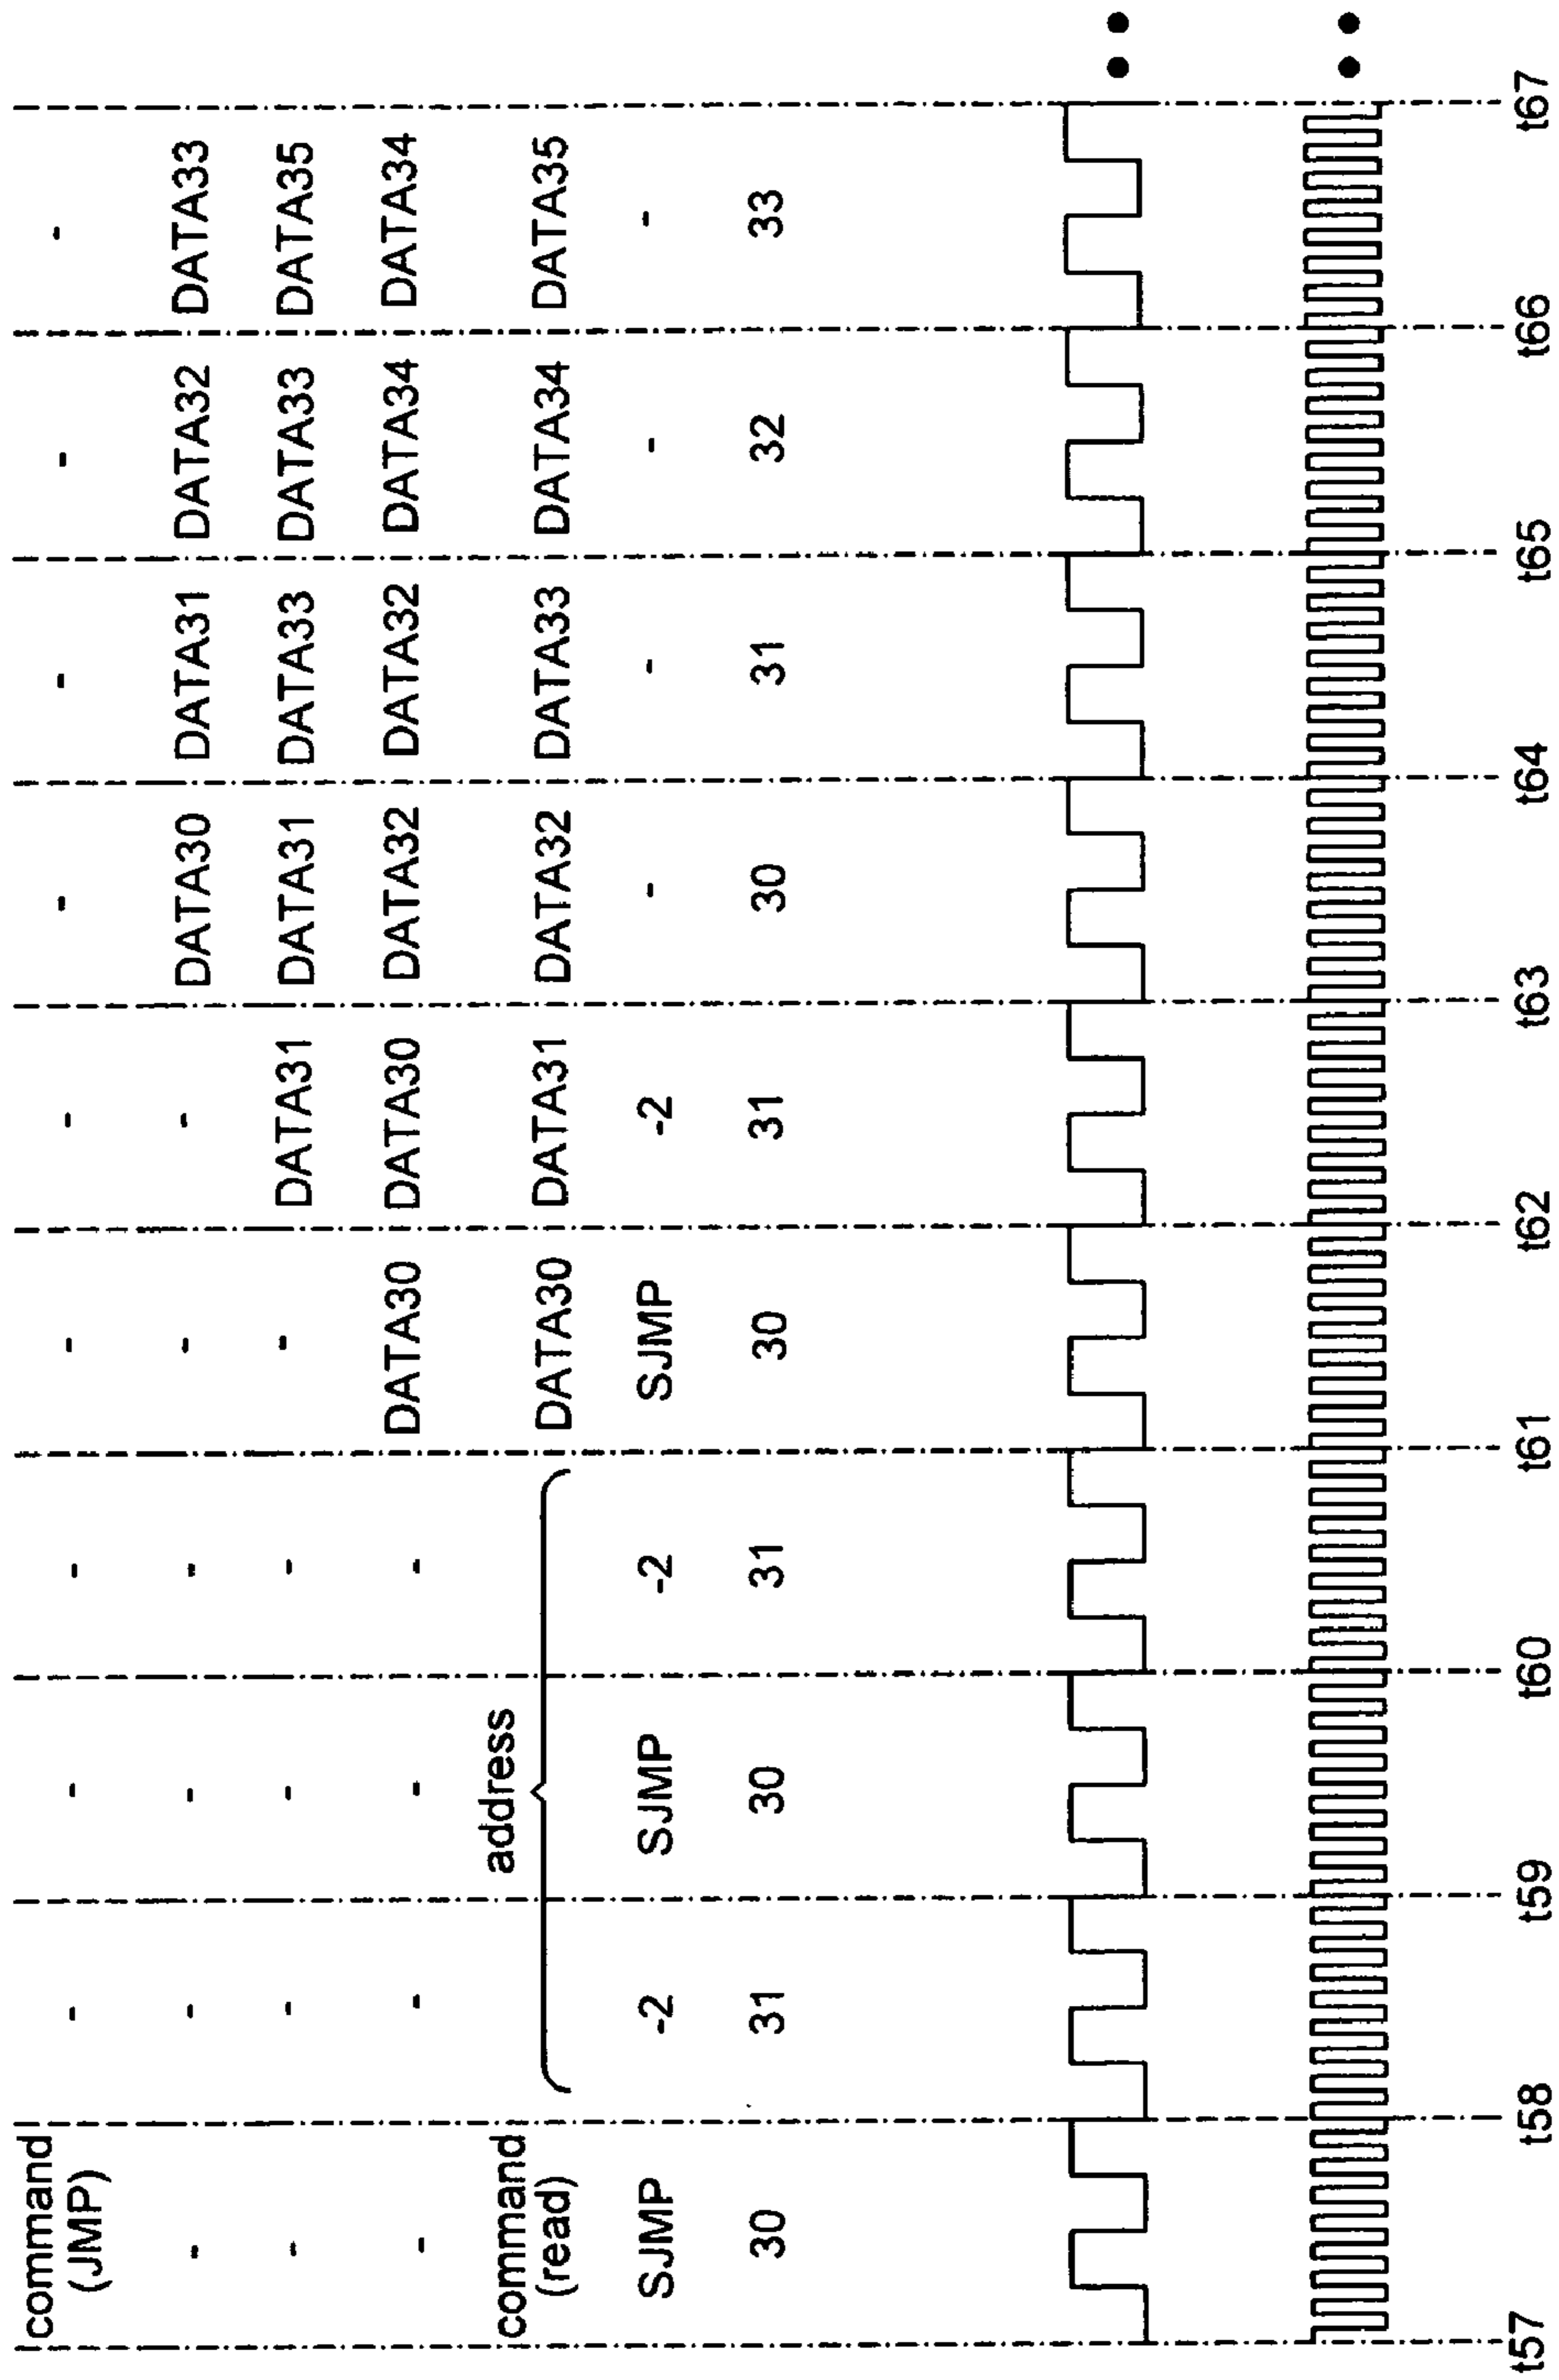 command
(JMP) - - - - - - - - -
- - - - - - DATA30 DATA31 DATA32 DATA33
- - - - - DATA31 DATA31 DATA33 DATA33 DATA35
- - - - DATA30 DATA30 DATA32 DATA32 DATA34 DATA34
command address
(read) DATA30 DATA31 DATA32 DATA33 DATA34 DATA35
SJMP -2 SJMP -2 SJMP -2 - - - -
30 31 30 31 30 31 30 31 32 33
t57 t58 t59 t60 t61 t62 t63 t64 t65 t66 t67